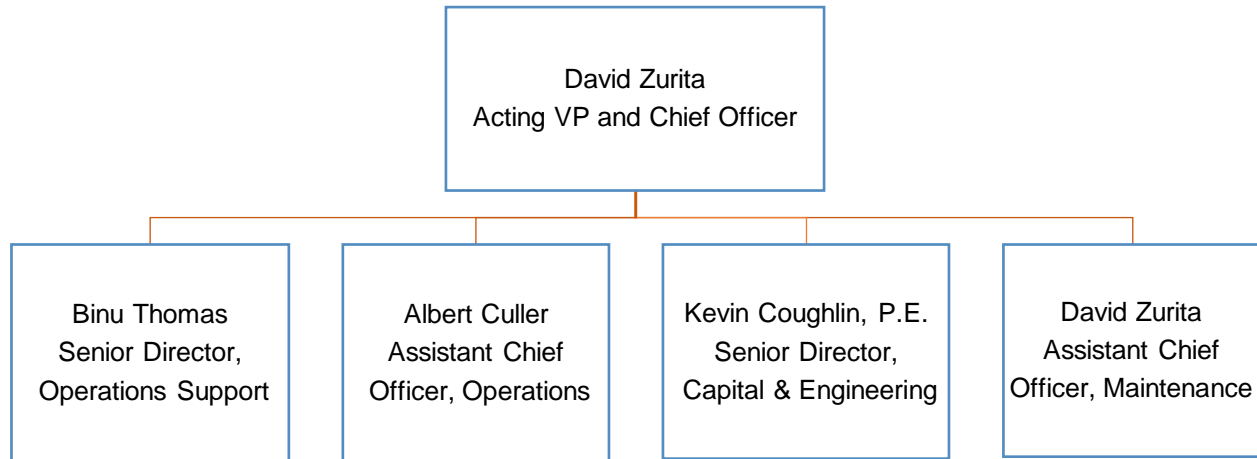 David Zurita
Acting VP and Chief Officer
Binu Thomas
Senior Director,
Operations Support
Albert Culler
Assistant Chief
Officer, Operations
Kevin Coughlin, P.E.
Senior Director,
Capital & Engineering
David Zurita
Assistant Chief
Officer, Maintenance